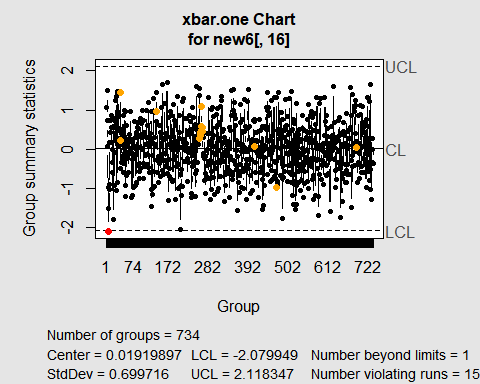 xbar.one Chart
for new6[, 16]
Group summary statistics
2
1
0
-1
-2
UCL
CL
LCL
1 74 172 282 392 502 612 722
Group
Number of groups = 734
Center = 0.01919897 LCL = -2.079949 Number beyond limits = 1
StdDev = 0.699716 UCL = 2.118347 Number violating runs = 15